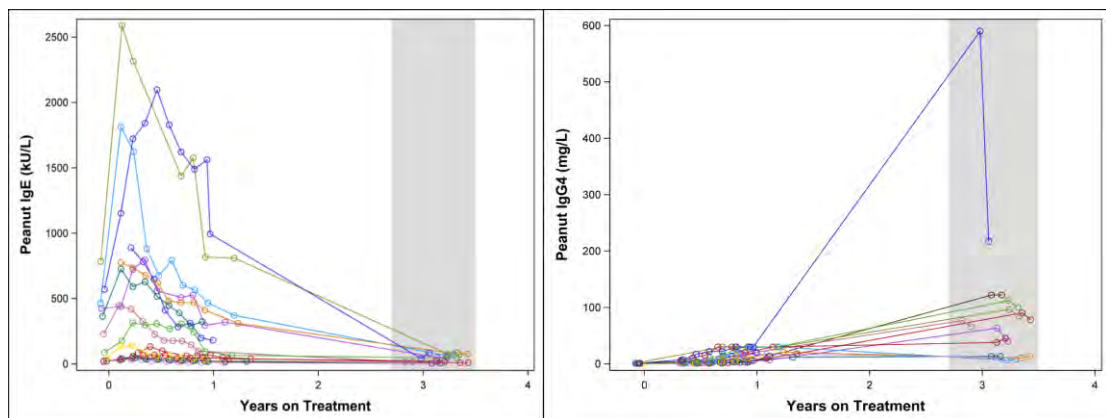 Peanut IgE (kU/L)
2500
2000
1500
1000
500
0
0 1 2 3 4
Years on Treatment
Peanut IgG4 (mg/L)
600
500
400
300
200
100
0
0 1 2 3 4
Years on Treatment